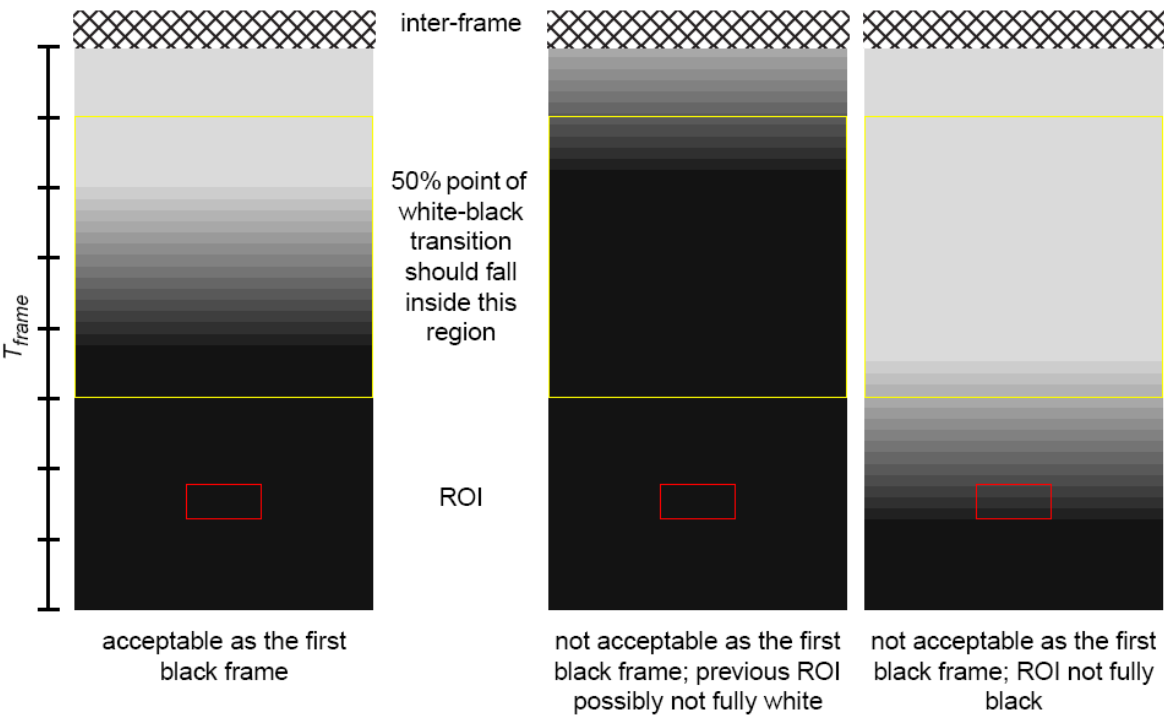 inter-frame
50% point of
white-black
transition
should fall
inside this
region
T_frame
ROI
acceptable as the first
black frame
not acceptable as the first
black frame; previous ROI
possibly not fully white
not acceptable as the first
black frame; ROI not fully
black